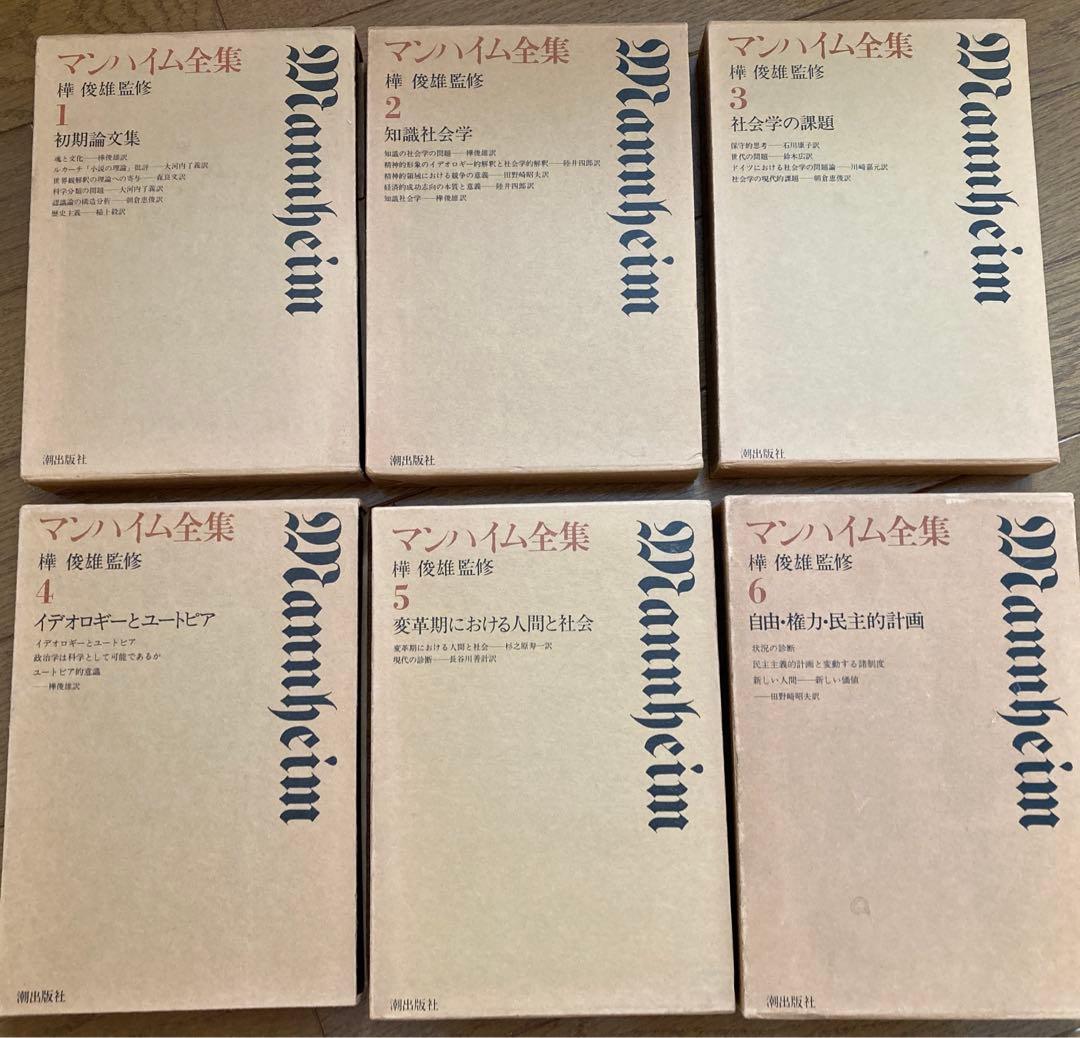 マンハイム全集
樺 俊雄監修
1
初期論文集
魂と文化──樺俊雄訳
ルカーチ「小説の理論」批評──大河内了義訳
世界観解釈の理論への寄与──森良文訳
科学分類の問題──大河内了義訳
認識論の構造分析──朝倉恵俊訳
歴史主義──稲上毅訳
Mannheim
潮出版社
マンハイム全集
樺 俊雄監修
2
知識社会学
知識の社会学の問題──樺俊雄訳
精神的形象のイデオロギー的解釈と社会学的解釈──陸井四郎訳
精神的領域における競争の意義──田野崎昭夫訳
経済的成功志向の本質と意義──陸井四郎訳
知識社会学──樺俊雄訳
Mannheim
潮出版社
マンハイム全集
樺 俊雄監修
3
社会学の課題
保守的思考──石川康子訳
世代の問題──鈴木広訳
ドイツにおける社会学の問題論──川崎嘉元訳
社会学の現代的課題──朝倉恵俊訳
Mannheim
潮出版社
マンハイム全集
樺 俊雄監修
4
イデオロギーとユートピア
イデオロギーとユートピア
政治学は科学として可能であるか
ユートピア的意識
──樺俊雄訳
Mannheim
潮出版社
マンハイム全集
樺 俊雄監修
5
変革期における人間と社会
変革期における人間と社会──杉之原寿一訳
現代の診断──長谷川善計訳
Mannheim
潮出版社
マンハイム全集
樺 俊雄監修
6
自由・権力・民主的計画
状況の診断
民主主義的計画と変動する諸制度
新しい人間──新しい価値
──田野崎昭夫訳
Mannheim
潮出版社